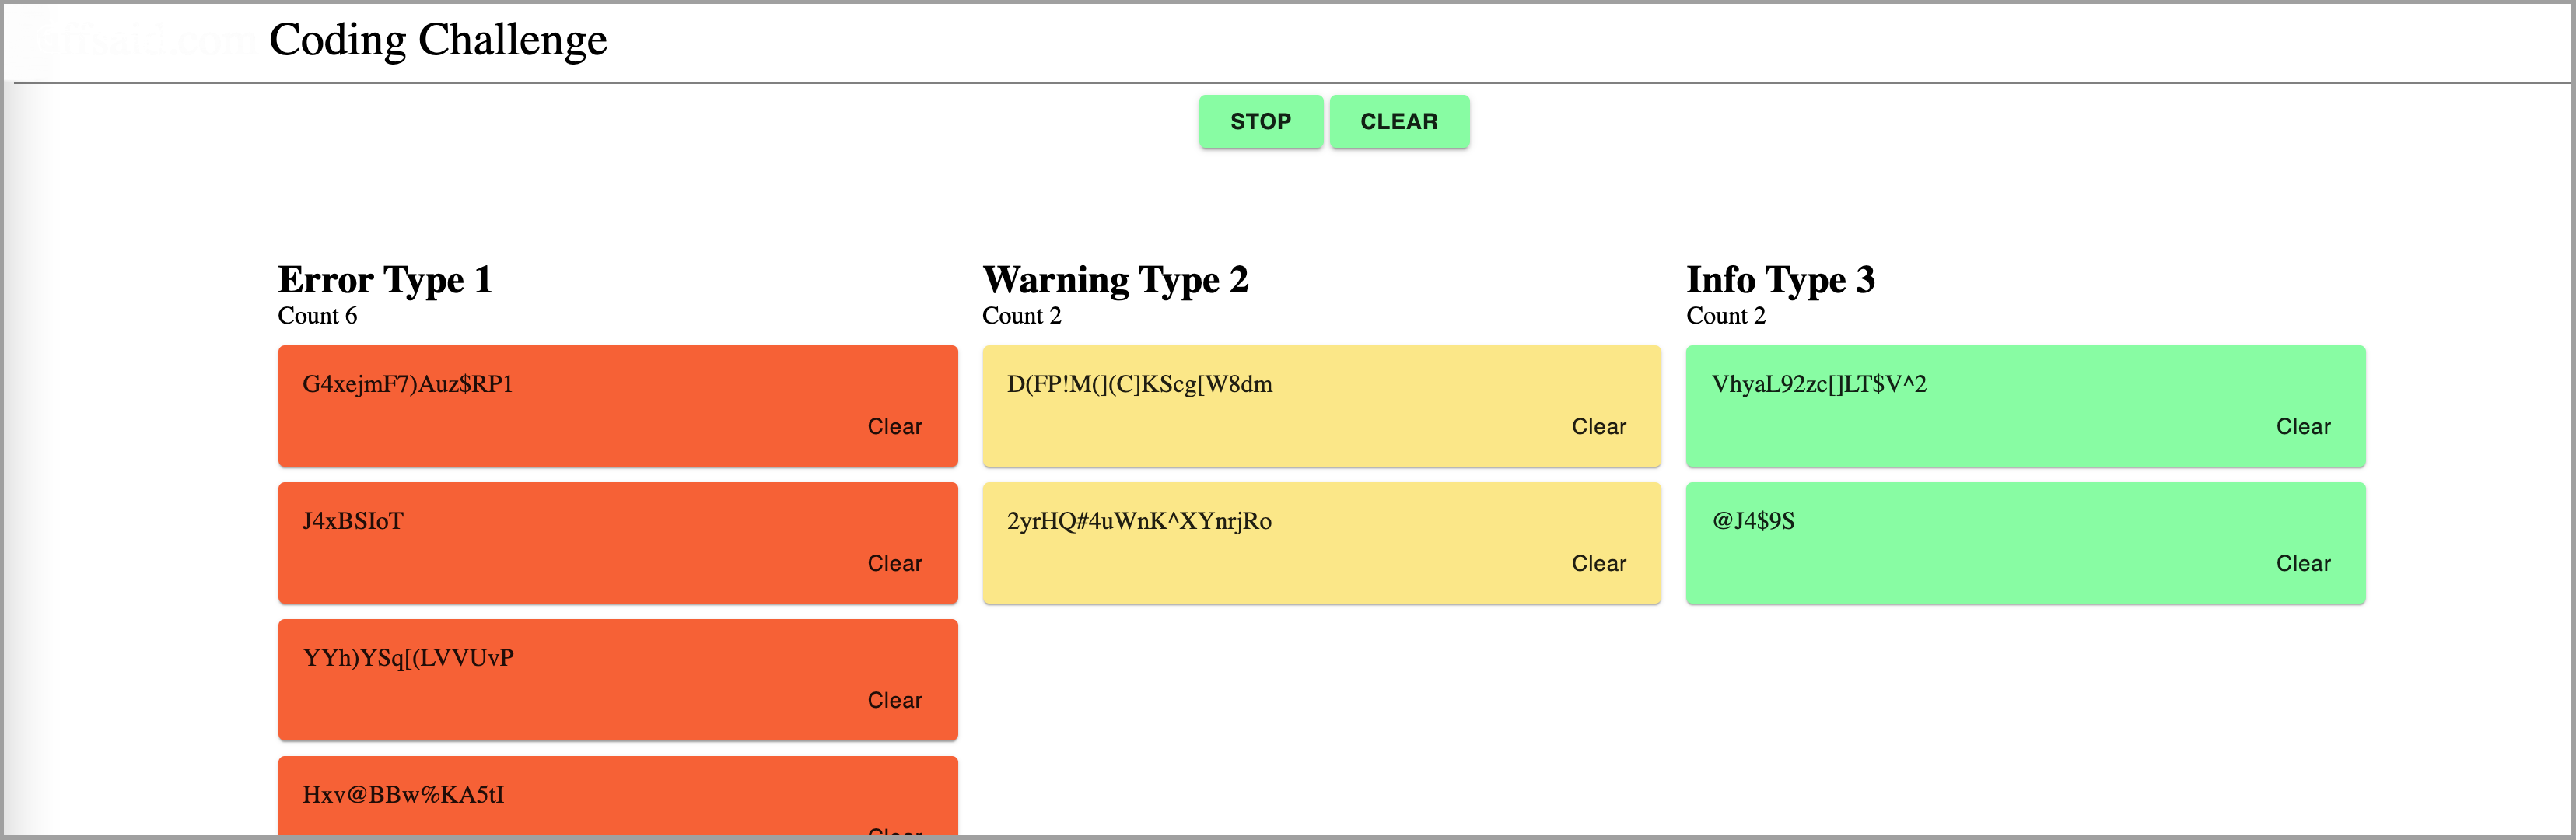 Coding Challenge
STOP CLEAR
Error Type 1
Count 6
G4xejmF7)Auz$RP1
Clear
J4xBSIoT
Clear
YYh)YSq[(LVVUvP
Clear
Hxv@BBw%KA5tI
Clear
Warning Type 2
Count 2
D(FP!M(](C]KScg[W8dm
Clear
2yrHQ#4uWnK^XYnrjRo
Clear
Info Type 3
Count 2
VhyaL92zc[]LT$V^2
Clear
@J4$9S
Clear